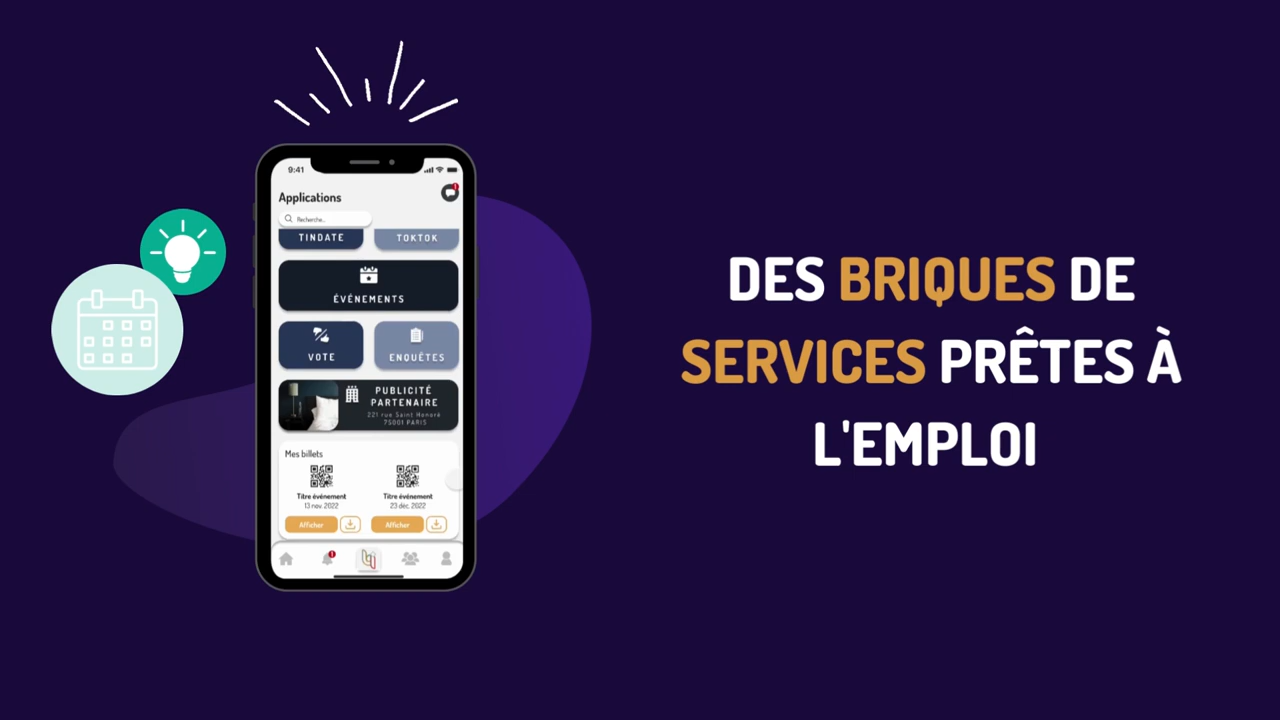 9:41
Applications
Recherche...
TINDATE
TOKTOK
ÉVÉNEMENTS
VOTE
ENQUÊTES
PUBLICITÉ
PARTENAIRE
221 rue Saint Honoré
75001 PARIS
Mes billets
Titre événement
13 nov. 2022
Afficher
Titre événement
23 déc. 2022
Afficher
DES BRIQUES DE
SERVICES PRÊTES À
L'EMPLOI